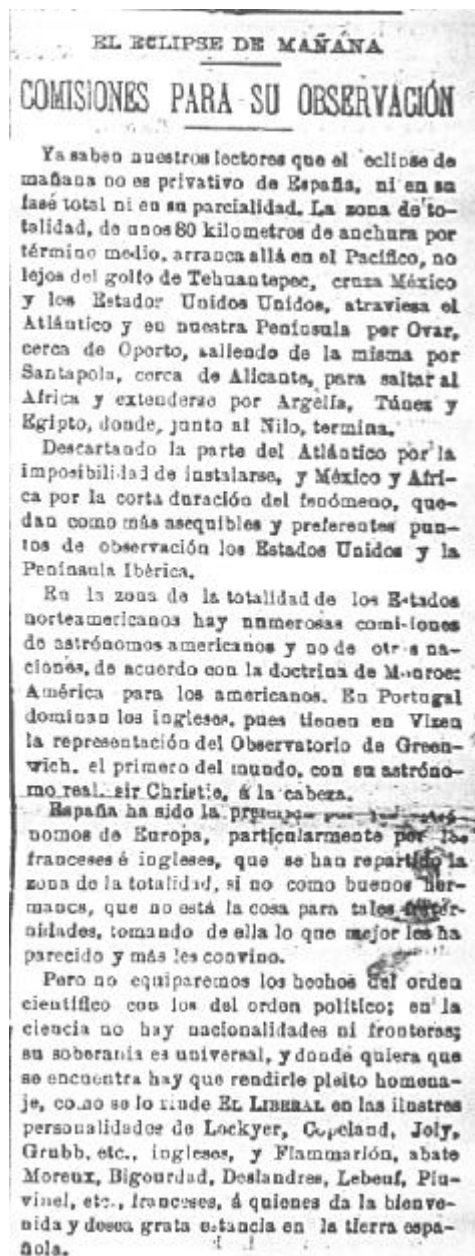 EL ECLIPSE DE MAÑANA
COMISIONES PARA SU OBSERVACIÓN
Ya saben nuestros lectores que el eclipse de
mañana no es privativo de España, ni en su
fase total ni en su parcialidad. La zona de to-
talidad, de unos 80 kilometros de anchura por
término medio, arranca allá en el Pacífico, no
lejos del golfo de Tehuantepec, cruza México
y los Estador Unidos Unidos, atraviesa el
Atlántico y en nuestra Península por Ovar,
cerca de Oporto, saliendo de la misma por
Santapola, cerca de Alicante, para saltar al
Africa y extenderse por Argelia, Túnez y
Egipto, donde, junto al Nilo, termina.
Descartando la parte del Atlántico por la
imposibilidad de instalarse, y México y Afri-
ca por la corta duración del fenómeno, que-
dan como más asequibles y preferentes pun-
tos de observación los Estados Unidos y la
Península Ibérica.
En la zona de la totalidad de los Estados
norteamericanos hay numerosas comisiones
de astrónomos americanos y no de otras na-
ciones, de acuerdo con la doctrina de Monroe:
América para los americanos. En Portugal
dominan los ingleses, pues tienen en Vizen
la representación del Observatorio de Green-
wich, el primero del mundo, con su astróno-
mo real, sir Christie, á la cabeza.
España ha sido la por los
nomos de Europa, particularmente por los
franceses é ingleses, que se han repartido la
zona de la totalidad, si no como buenos her-
manos, que no está la cosa para tales frater-
nidades, tomando de ella lo que mejor les ha
parecido y más les convino.
Pero no equiparemos los hechos del orden
científico con los del orden político; en la
ciencia no hay nacionalidades ni fronteras;
su soberanía es universal, y donde quiera que
se encuentra hay que rendirle pleito homena-
je, como se lo rinde EL LIBERAL en las ilustres
personalidades de Lockyer, Copeland, Joly,
Grubb, etc., ingleses, y Flammarión, abate
Moreux, Bigourdad, Deslandres, Lebeuf, Plu-
vinel, etc., franceses, á quienes da la bienve-
nida y desea grata estancia en la tierra espa-
ñola.